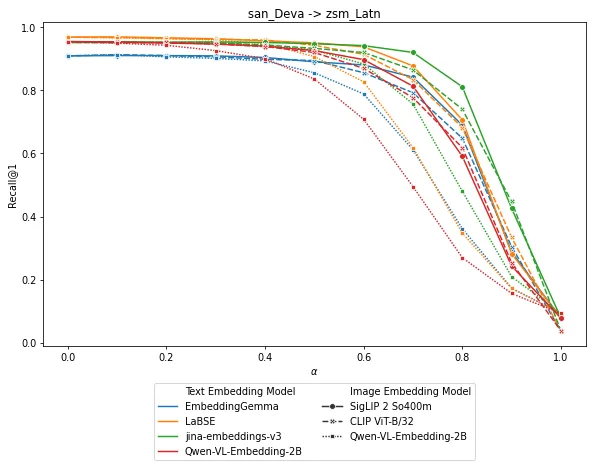 san_Deva -> zsm_Latn
Recall@1
1.0
0.8
0.6
0.4
0.2
0.0
0.0 0.2 0.4 0.6 0.8 1.0
α
Text Embedding Model
EmbeddingGemma
LaBSE
jina-embeddings-v3
Qwen-VL-Embedding-2B
Image Embedding Model
SigLIP 2 So400m
CLIP ViT-B/32
Qwen-VL-Embedding-2B